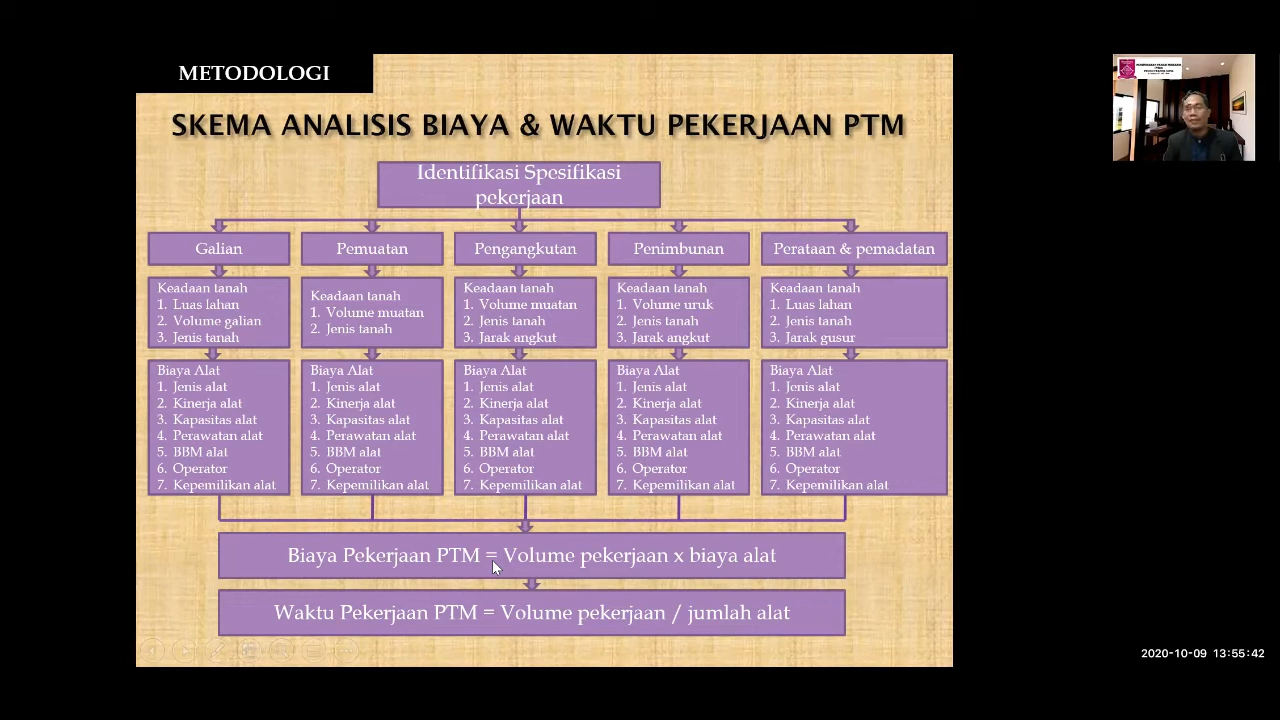 METODOLOGI
SKEMA ANALISIS BIAYA & WAKTU PEKERJAAN PTM
Identifikasi Spesifikasi
pekerjaan
Galian
Pemuatan
Pengangkutan
Penimbunan
Perataan & pemadatan
Keadaan tanah
1. Luas lahan
2. Volume galian
3. Jenis tanah
Keadaan tanah
1. Volume muatan
2. Jenis tanah
Keadaan tanah
1. Volume muatan
2. Jenis tanah
3. Jarak angkut
Keadaan tanah
1. Volume uruk
2. Jenis tanah
3. Jarak angkut
Keadaan tanah
1. Luas lahan
2. Jenis tanah
3. Jarak gusur
Biaya Alat
1. Jenis alat
2. Kinerja alat
3. Kapasitas alat
4. Perawatan alat
5. BBM alat
6. Operator
7. Kepemilikan alat
Biaya Alat
1. Jenis alat
2. Kinerja alat
3. Kapasitas alat
4. Perawatan alat
5. BBM alat
6. Operator
7. Kepemilikan alat
Biaya Alat
1. Jenis alat
2. Kinerja alat
3. Kapasitas alat
4. Perawatan alat
5. BBM alat
6. Operator
7. Kepemilikan alat
Biaya Alat
1. Jenis alat
2. Kinerja alat
3. Kapasitas alat
4. Perawatan alat
5. BBM alat
6. Operator
7. Kepemilikan alat
Biaya Alat
1. Jenis alat
2. Kinerja alat
3. Kapasitas alat
4. Perawatan alat
5. BBM alat
6. Operator
7. Kepemilikan alat
Biaya Pekerjaan PTM = Volume pekerjaan x biaya alat
Waktu Pekerjaan PTM = Volume pekerjaan / jumlah alat
2020-10-09 13:55:42